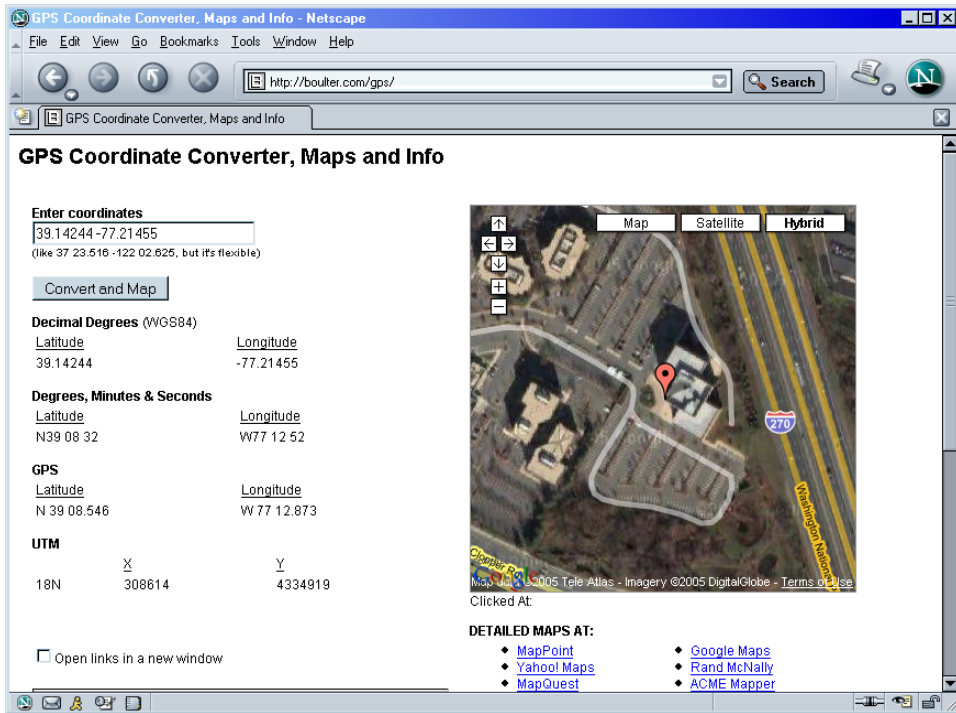 GPS Coordinate Converter, Maps and Info - Netscape
File Edit View Go Bookmarks Tools Window Help
http://boulter.com/gps/ Search
GPS Coordinate Converter, Maps and Info
GPS Coordinate Converter, Maps and Info
Enter coordinates
39.14244 -77.21455
(like 37 23.516 -122 02.625, but it's flexible)
Convert and Map
Decimal Degrees (WGS84)
Latitude Longitude
39.14244 -77.21455
Degrees, Minutes & Seconds
Latitude Longitude
N39 08 32 W77 12 52
GPS
Latitude Longitude
N 39 08.546 W 77 12.873
UTM
X Y
18N 308614 4334919
Open links in a new window
Map Satellite Hybrid
270
Washington National
Clopper Rd
Map data ©2005 Tele Atlas - Imagery ©2005 DigitalGlobe - Terms of Use
Clicked At:
DETAILED MAPS AT:
MapPoint Google Maps
Yahoo! Maps Rand McNally
MapQuest ACME Mapper